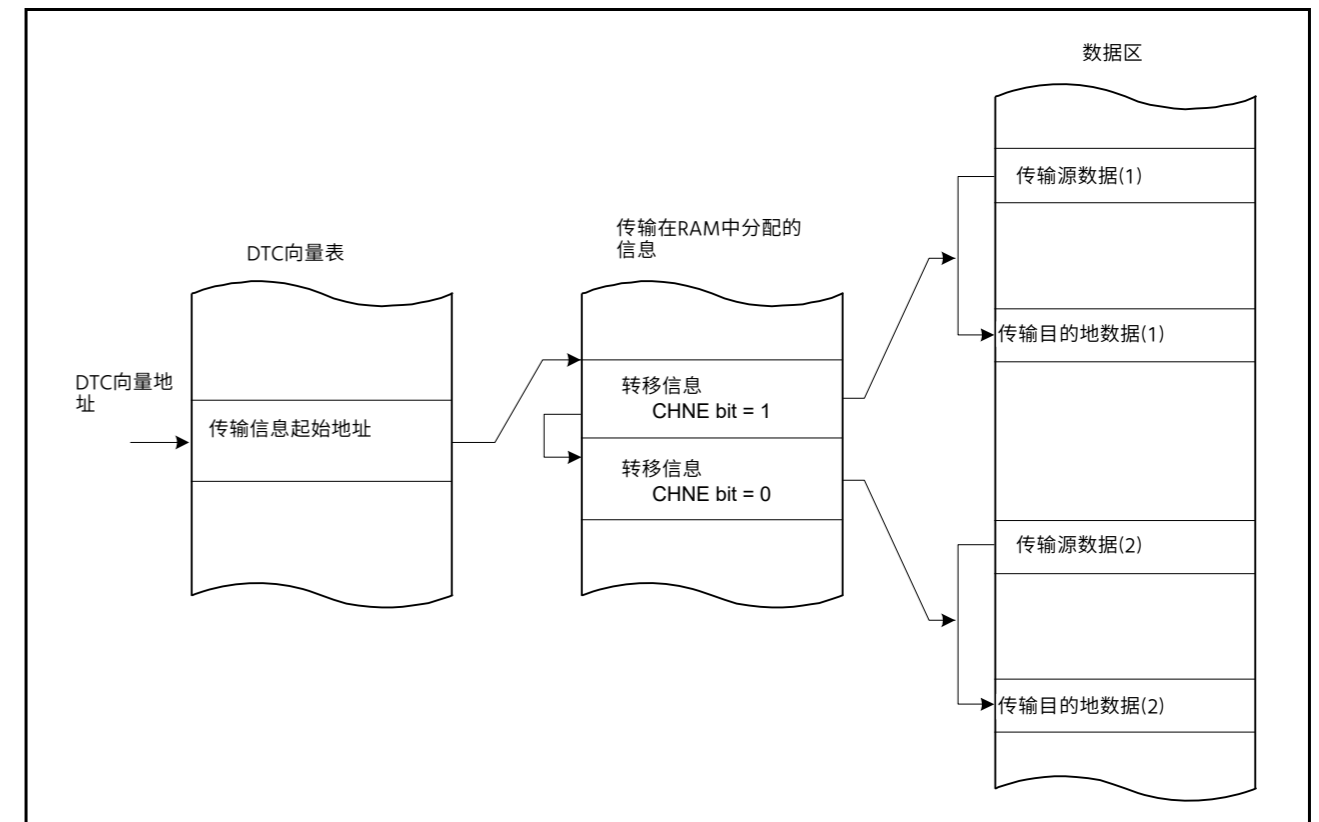 数据区
传输源数据(1)
传输在RAM中分配的
信息
DTC向量表
传输目的地数据(1)
DTC向量地
址
转移信息
CHNE bit = 1
传输信息起始地址
转移信息
CHNE bit = 0
传输源数据(2)
传输目的地数据(2)